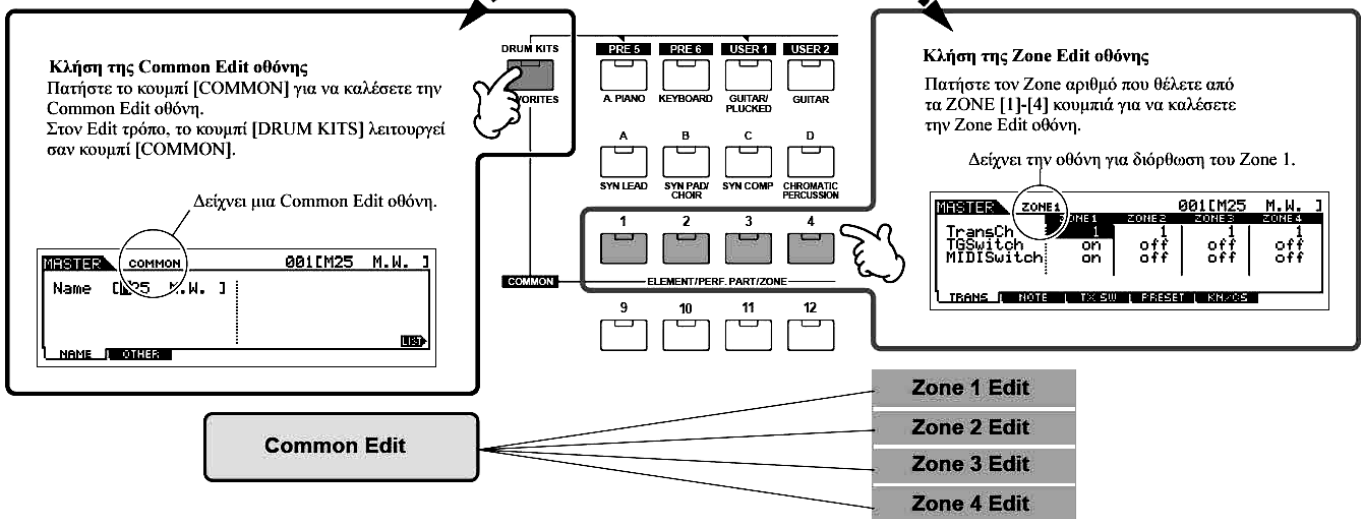 Κλήση της Common Edit οθόνης
Πατήστε το κουμπί [COMMON] για να καλέσετε την
Common Edit οθόνη.
Στον Edit τρόπο, το κουμπί [DRUM KITS] λειτουργεί
σαν κουμπί [COMMON].
Δείχνει μια Common Edit οθόνη.
MASTER COMMON 001[M25 M.W. ]
Name [M25 M.W. ]
LIST
NAME OTHER
DRUM KITS
PRE 5 PRE 6 USER 1 USER 2
A. PIANO KEYBOARD GUITAR/ PLUCKED GUITAR
A B C D
SYN LEAD SYN PAD/ CHOIR SYN COMP CHROMATIC PERCUSSION
1 2 3 4
COMMON ELEMENT/PERF. PART/ZONE
9 10 11 12
Κλήση της Zone Edit οθόνης
Πατήστε τον Zone αριθμό που θέλετε από
τα ZONE [1]-[4] κουμπιά για να καλέσετε
την Zone Edit οθόνη.
Δείχνει την οθόνη για διόρθωση του Zone 1.
MASTER ZONE1 001[M25 M.W. ]
ZONE1 ZONE2 ZONE3 ZONE4
TransCh 1 1 1 1
TGSwitch on off off off
MIDISwitch on off off off
TRANS NOTE TX SW PRESET KN/CS
Common Edit
Zone 1 Edit
Zone 2 Edit
Zone 3 Edit
Zone 4 Edit